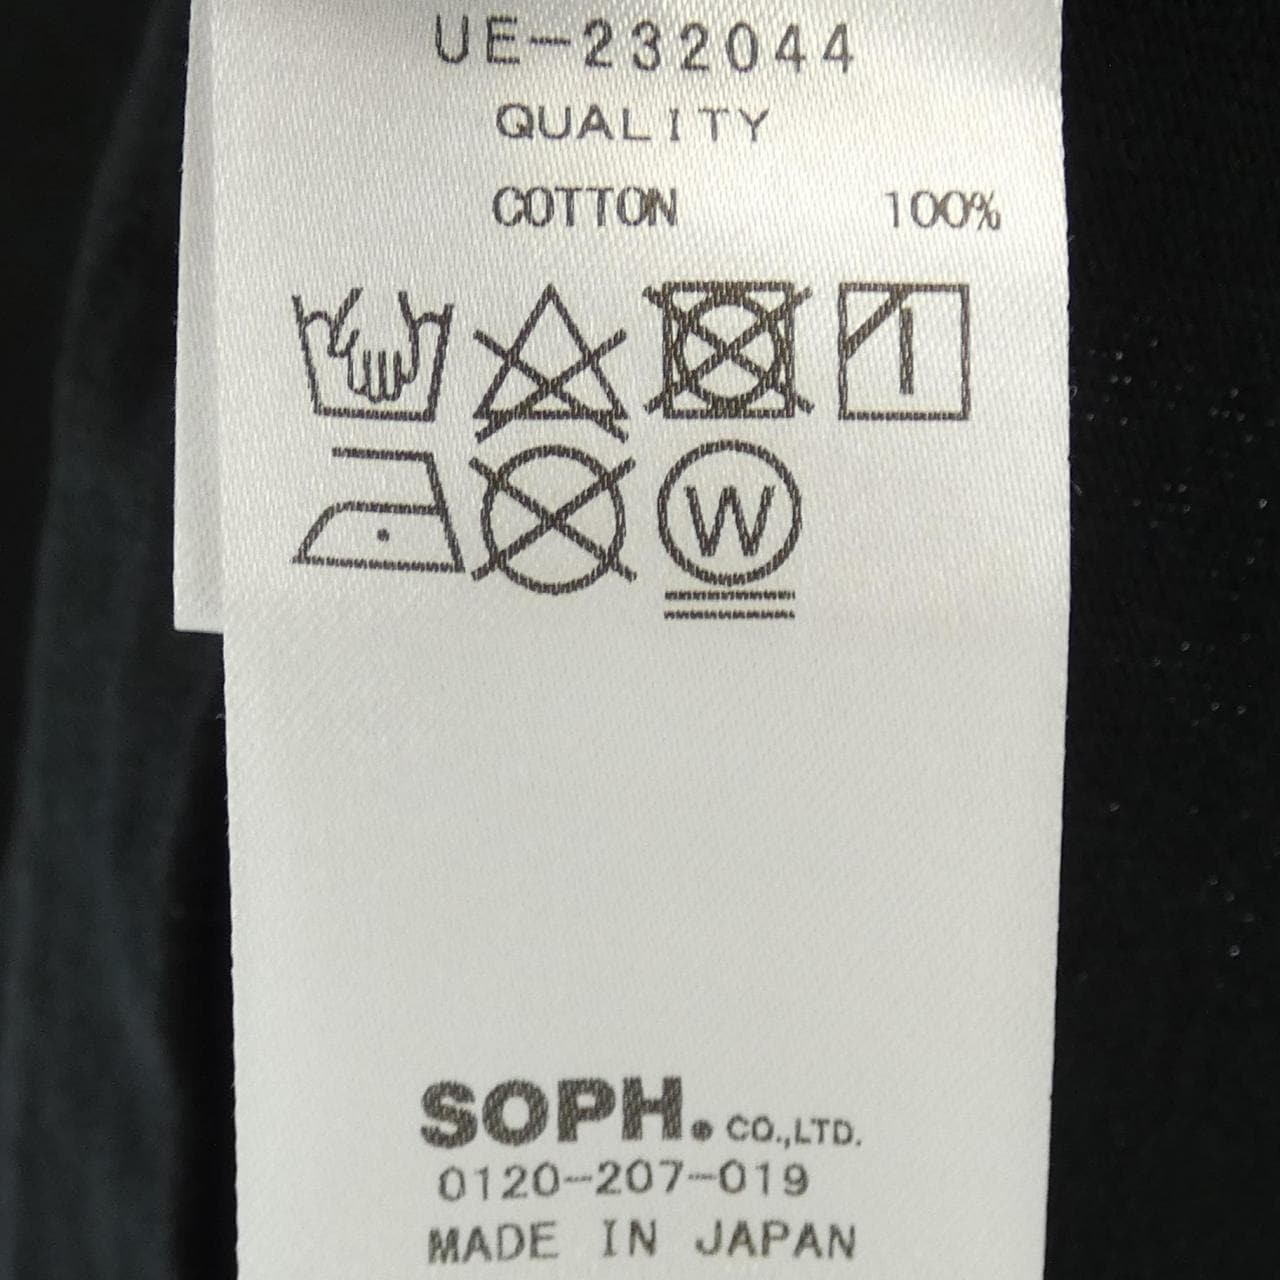 UE-232044
QUALITY
COTTON 100%
W
SOPH. CO.,LTD.
0120-207-019
MADE IN JAPAN